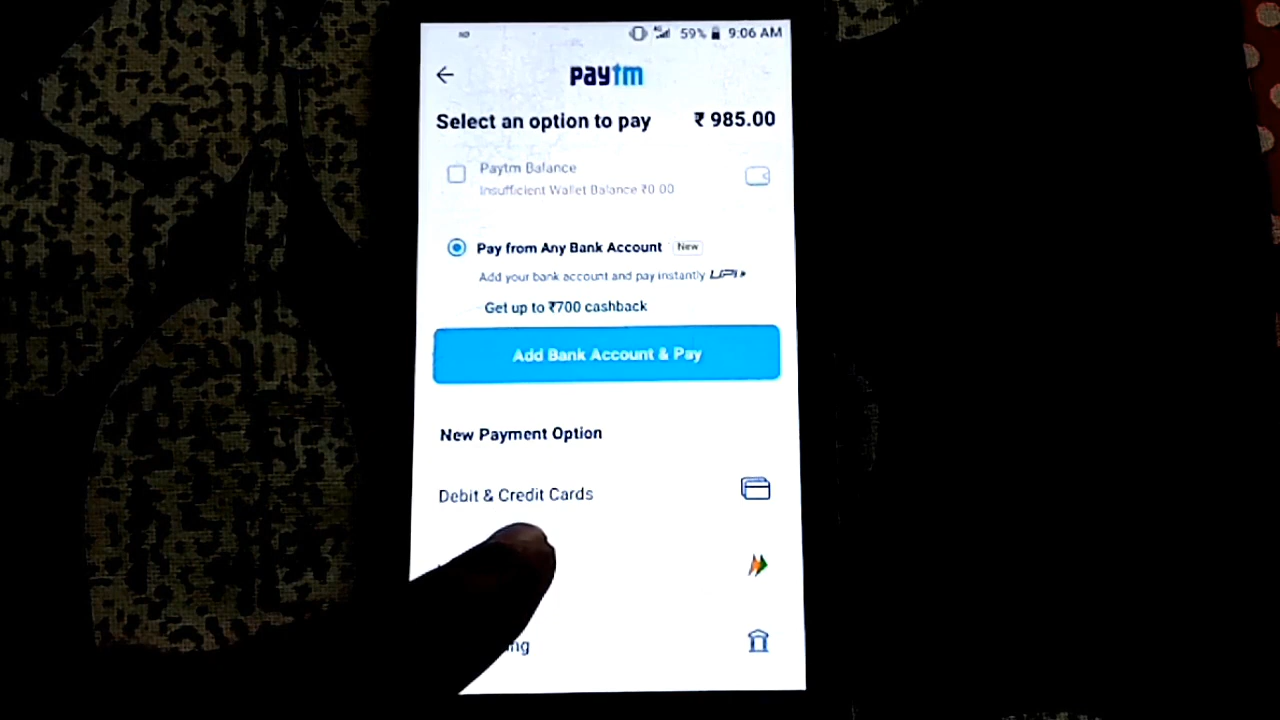 59% 9:06 AM
paytm
Select an option to pay ₹ 985.00
Paytm Balance
Insufficient Wallet Balance ₹0.00
Pay from Any Bank Account New
Add your bank account and pay instantly UPI
Get up to ₹700 cashback
Add Bank Account & Pay
New Payment Option
Debit & Credit Cards